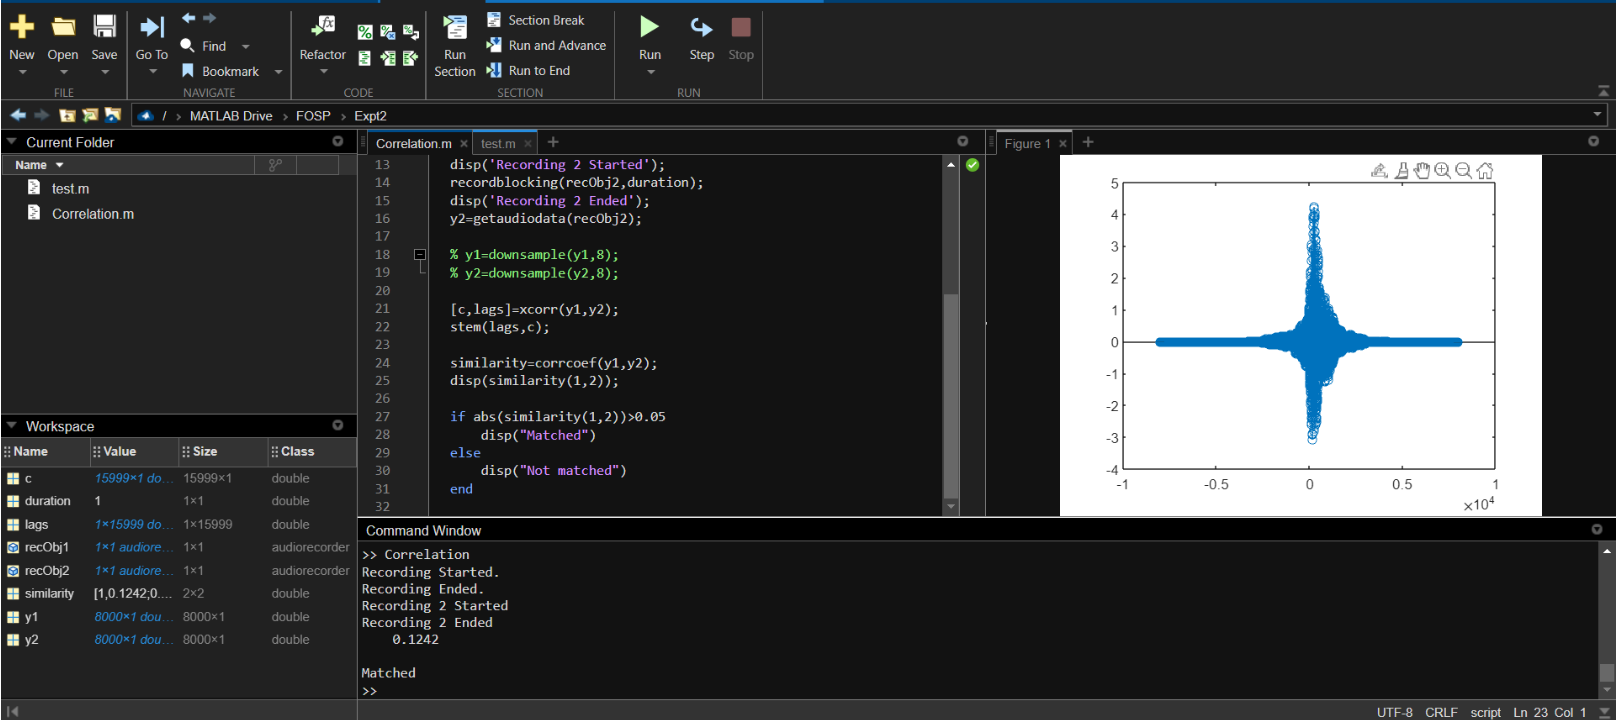 New Open Save Go To Find Bookmark Refactor Run Section Section Break Run and Advance Run to End Run Step Stop
FILE NAVIGATE CODE SECTION RUN
/ › MATLAB Drive › FOSP › Expt2
Current Folder
Name
test.m
Correlation.m
Workspace
Name Value Size Class
c 15999×1 do... 15999×1 double
duration 1 1×1 double
lags 1×15999 do... 1×15999 double
recObj1 1×1 audiore... 1×1 audiorecorder
recObj2 1×1 audiore... 1×1 audiorecorder
similarity [1,0.1242;0.... 2×2 double
y1 8000×1 dou... 8000×1 double
y2 8000×1 dou... 8000×1 double
Correlation.m × test.m × +
13 disp('Recording 2 Started');
14 recordblocking(recObj2,duration);
15 disp('Recording 2 Ended');
16 y2=getaudiodata(recObj2);
17
18 % y1=downsample(y1,8);
19 % y2=downsample(y2,8);
20
21 [c,lags]=xcorr(y1,y2);
22 stem(lags,c);
23
24 similarity=corrcoef(y1,y2);
25 disp(similarity(1,2));
26
27 if abs(similarity(1,2))>0.05
28 disp("Matched")
29 else
30 disp("Not matched")
31 end
32
Figure 1 × +
5
4
3
2
1
0
-1
-2
-3
-4
-1 -0.5 0 0.5 1
×10⁴
Command Window
>> Correlation
Recording Started.
Recording Ended.
Recording 2 Started
Recording 2 Ended
0.1242
Matched
>>
UTF-8 CRLF script Ln 23 Col 1